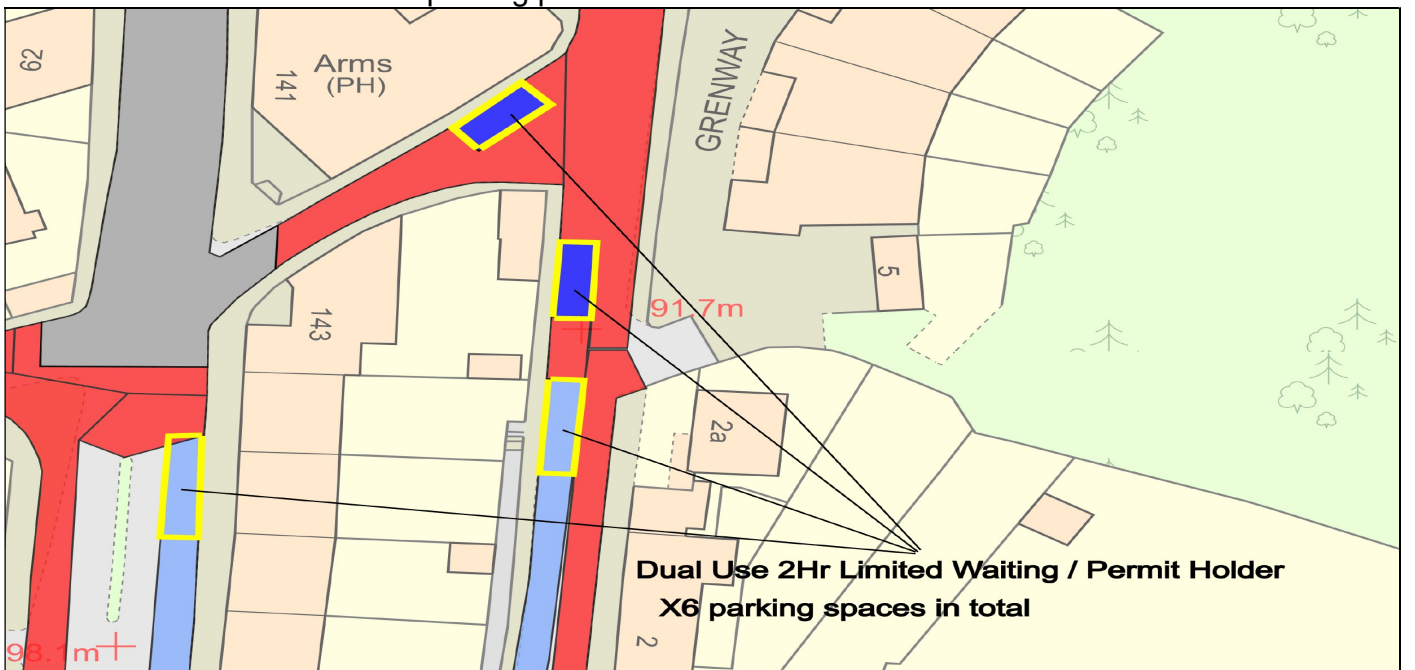 62
141
Arms
(PH)
GRENWAY
5
143
91.7m
2a
Dual Use 2Hr Limited Waiting / Permit Holder
X6 parking spaces in total
2
98.1m